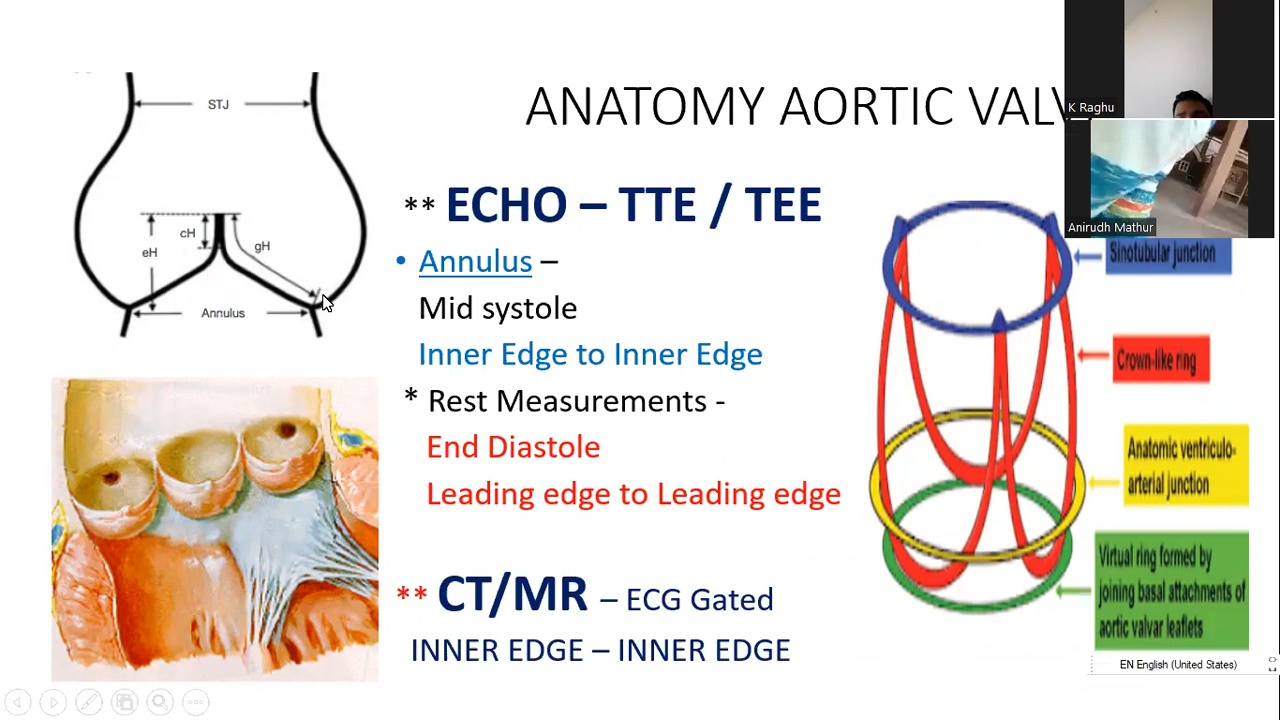 STJ
cH
eH
gH
Annulus
ANATOMY AORTIC VALV
** ECHO – TTE / TEE
• Annulus –
Mid systole
Inner Edge to Inner Edge
* Rest Measurements -
End Diastole
Leading edge to Leading edge
** CT/MR – ECG Gated
INNER EDGE – INNER EDGE
K Raghu
Anirudh Mathur
Sinotubular junction
Crown-like ring
Anatomic ventriculo-
arterial junction
Virtual ring formed by
joining basal attachments of
aortic valvar leaflets
EN English (United States)